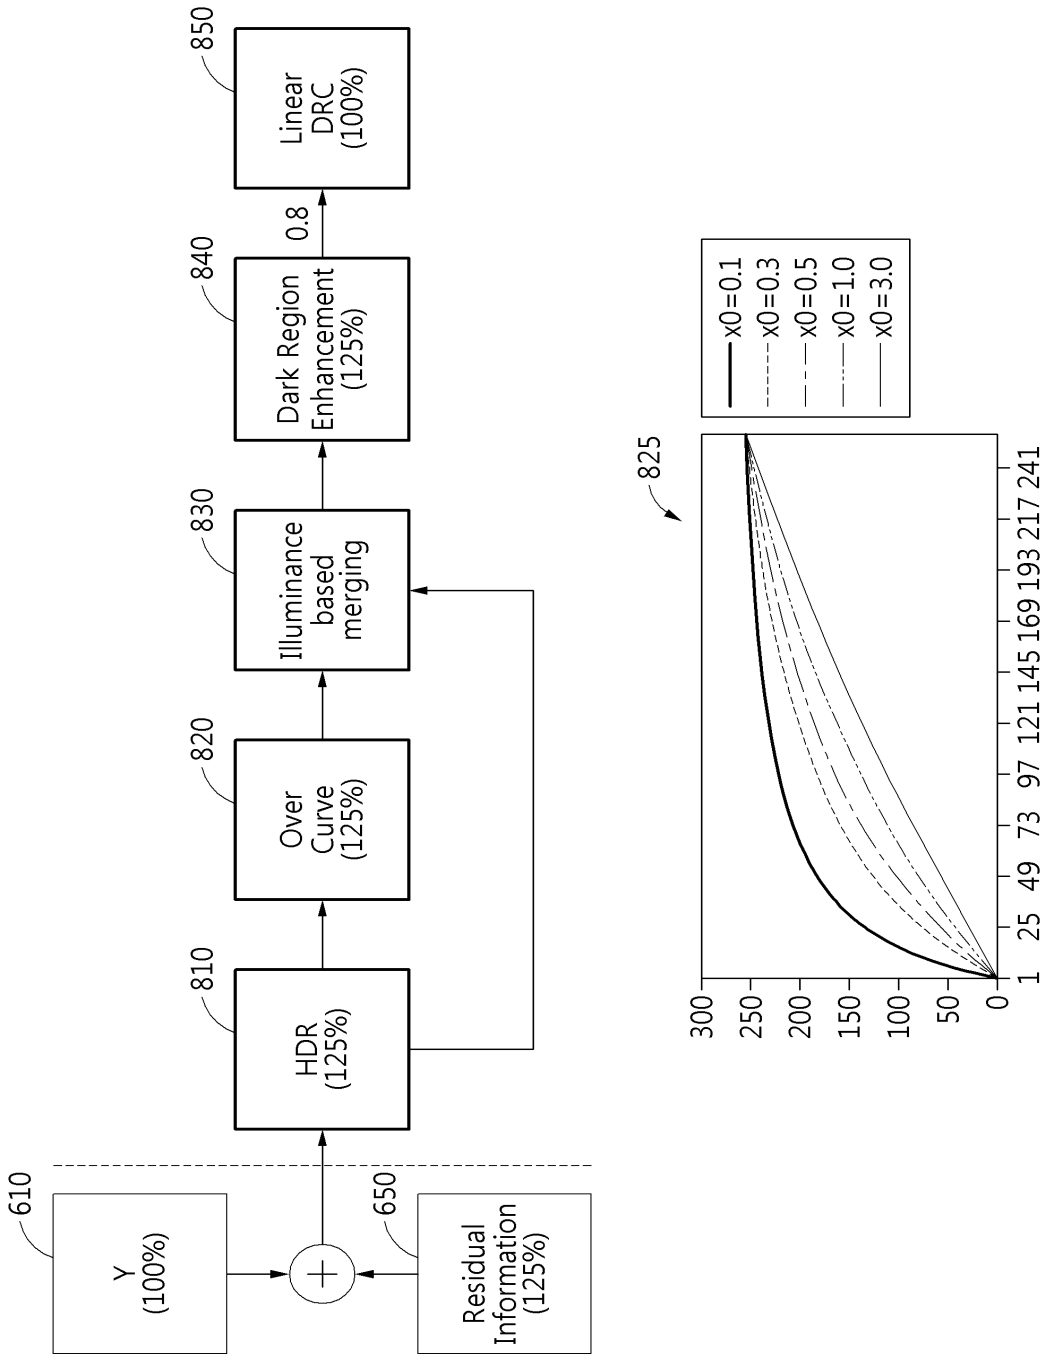 610
Y
(100%)
650
Residual
Information
(125%)
810
HDR
(125%)
820
Over
Curve
(125%)
830
Illuminance
based
merging
840
Dark Region
Enhancement
(125%)
0.8
850
Linear
DRC
(100%)
825
300
250
200
150
100
50
0
1
25
49
73
97
121
145
169
193
217
241
x0=0.1
x0=0.3
x0=0.5
x0=1.0
x0=3.0